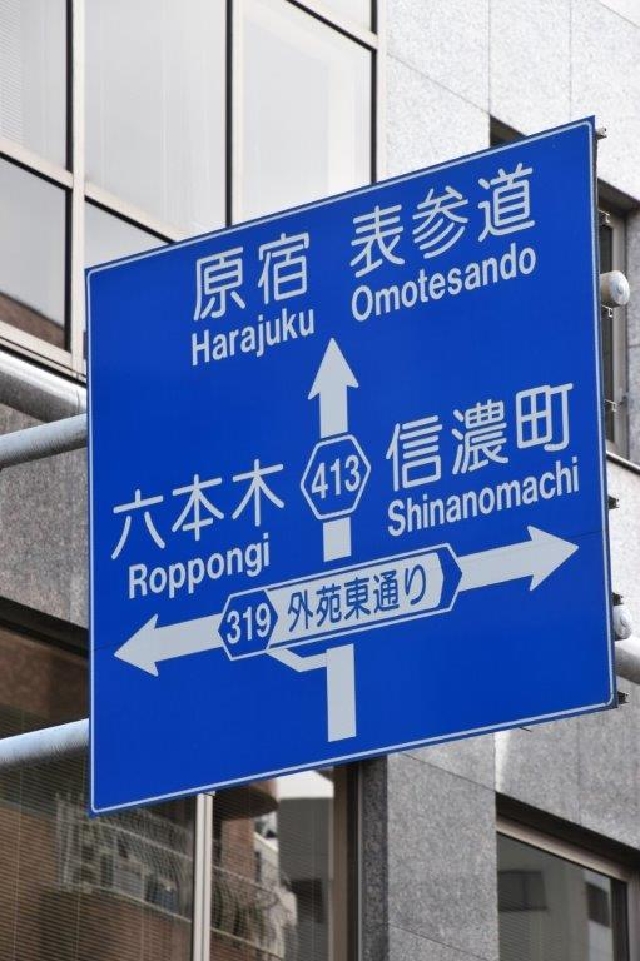 原宿 表参道
Harajuku Omotesando
413
六本木
Roppongi
信濃町
Shinanomachi
319 外苑東通り